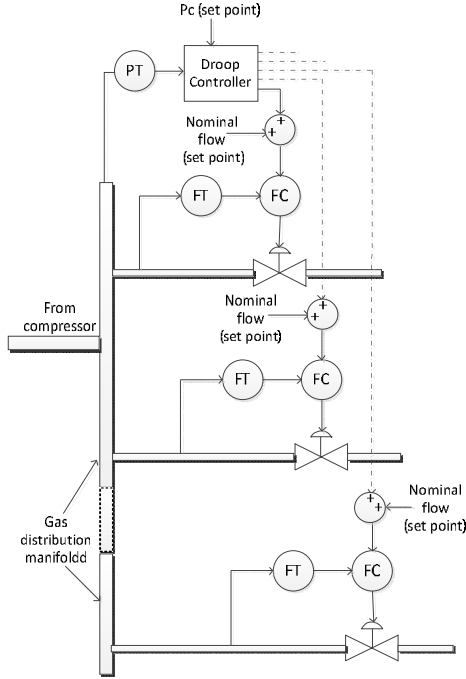 Pc (set point)
PT
Droop
Controller
Nominal
flow
(set point)
+
+
FT
FC
From
compressor
Nominal
flow
(set point)
+
+
FT
FC
Gas
distribution
manifoldd
Nominal
flow
(set point)
+
+
FT
FC